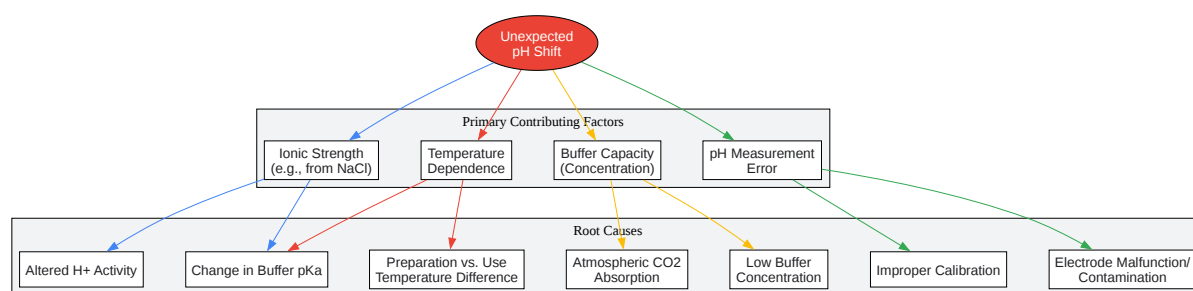 Unexpected
pH Shift
Primary Contributing Factors
Ionic Strength
(e.g., from NaCl)
Temperature
Dependence
Buffer Capacity
(Concentration)
pH Measurement
Error
Root Causes
Altered H+ Activity
Change in Buffer pKa
Preparation vs. Use
Temperature Difference
Atmospheric CO2
Absorption
Low Buffer
Concentration
Improper Calibration
Electrode Malfunction/
Contamination